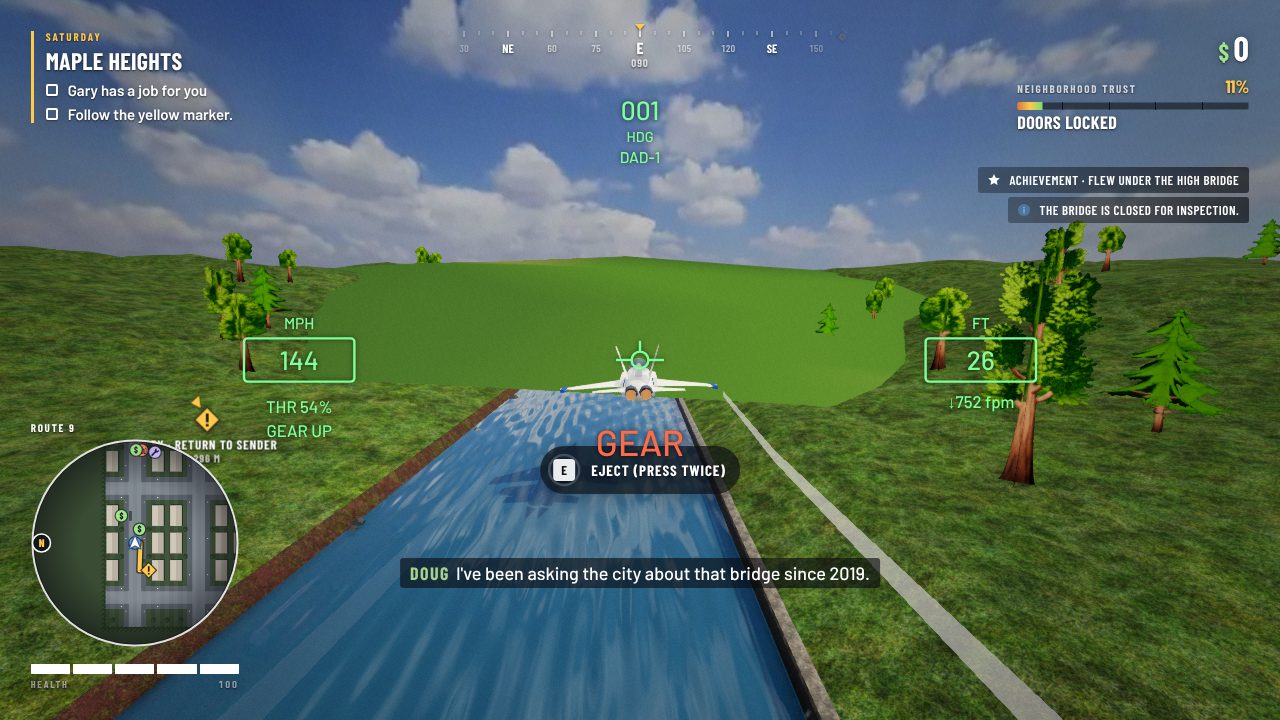 SATURDAY
MAPLE HEIGHTS
Gary has a job for you
Follow the yellow marker.
30 NE 60 75 E 105 120 SE 150
090
001
HDG
DAD-1
$0
NEIGHBORHOOD TRUST 11%
DOORS LOCKED
ACHIEVEMENT · FLEW UNDER THE HIGH BRIDGE
THE BRIDGE IS CLOSED FOR INSPECTION.
MPH
144
THR 54%
GEAR UP
FT
26
↓752 fpm
GEAR
E EJECT (PRESS TWICE)
ROUTE 9
RETURN TO SENDER
296 M
N
DOUG I've been asking the city about that bridge since 2019.
HEALTH 100